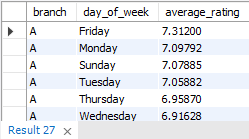 branch day_of_week average_rating
A Friday 7.31200
A Monday 7.09792
A Sunday 7.07885
A Tuesday 7.05882
A Thursday 6.95870
A Wednesday 6.91628
Result 27